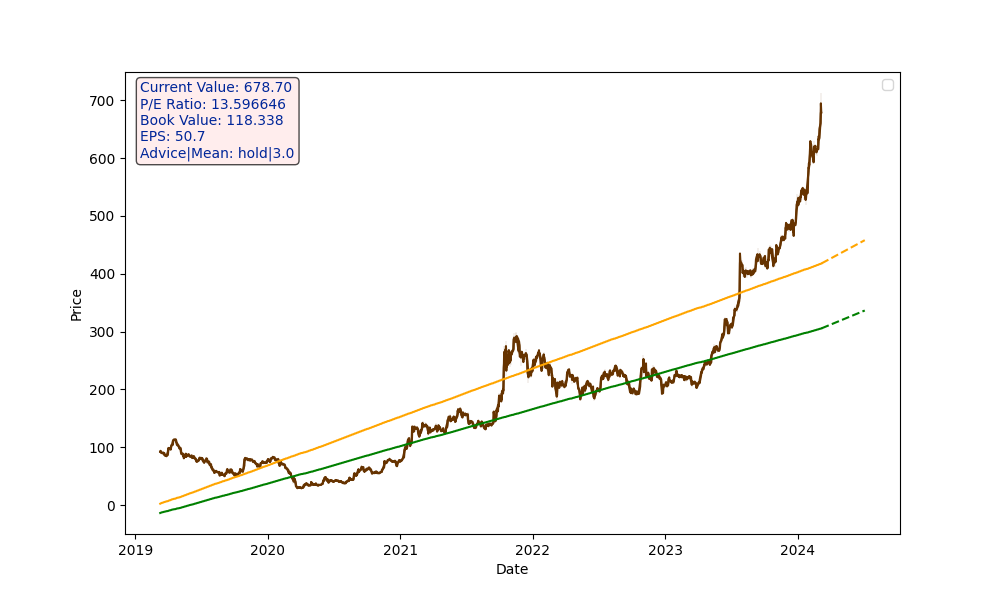 Current Value: 678.70
P/E Ratio: 13.596646
Book Value: 118.338
EPS: 50.7
Advice|Mean: hold|3.0
700
600
500
400
300
200
100
0
Price
2019 2020 2021 2022 2023 2024
Date